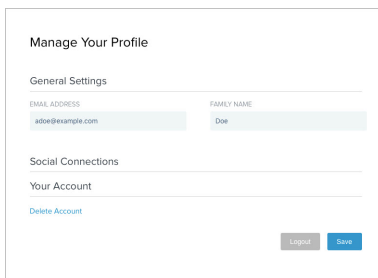 Manage Your Profile
General Settings
EMAIL ADDRESS FAMILY NAME
adoe@example.com Doe
Social Connections
Your Account
Delete Account
Logout Save